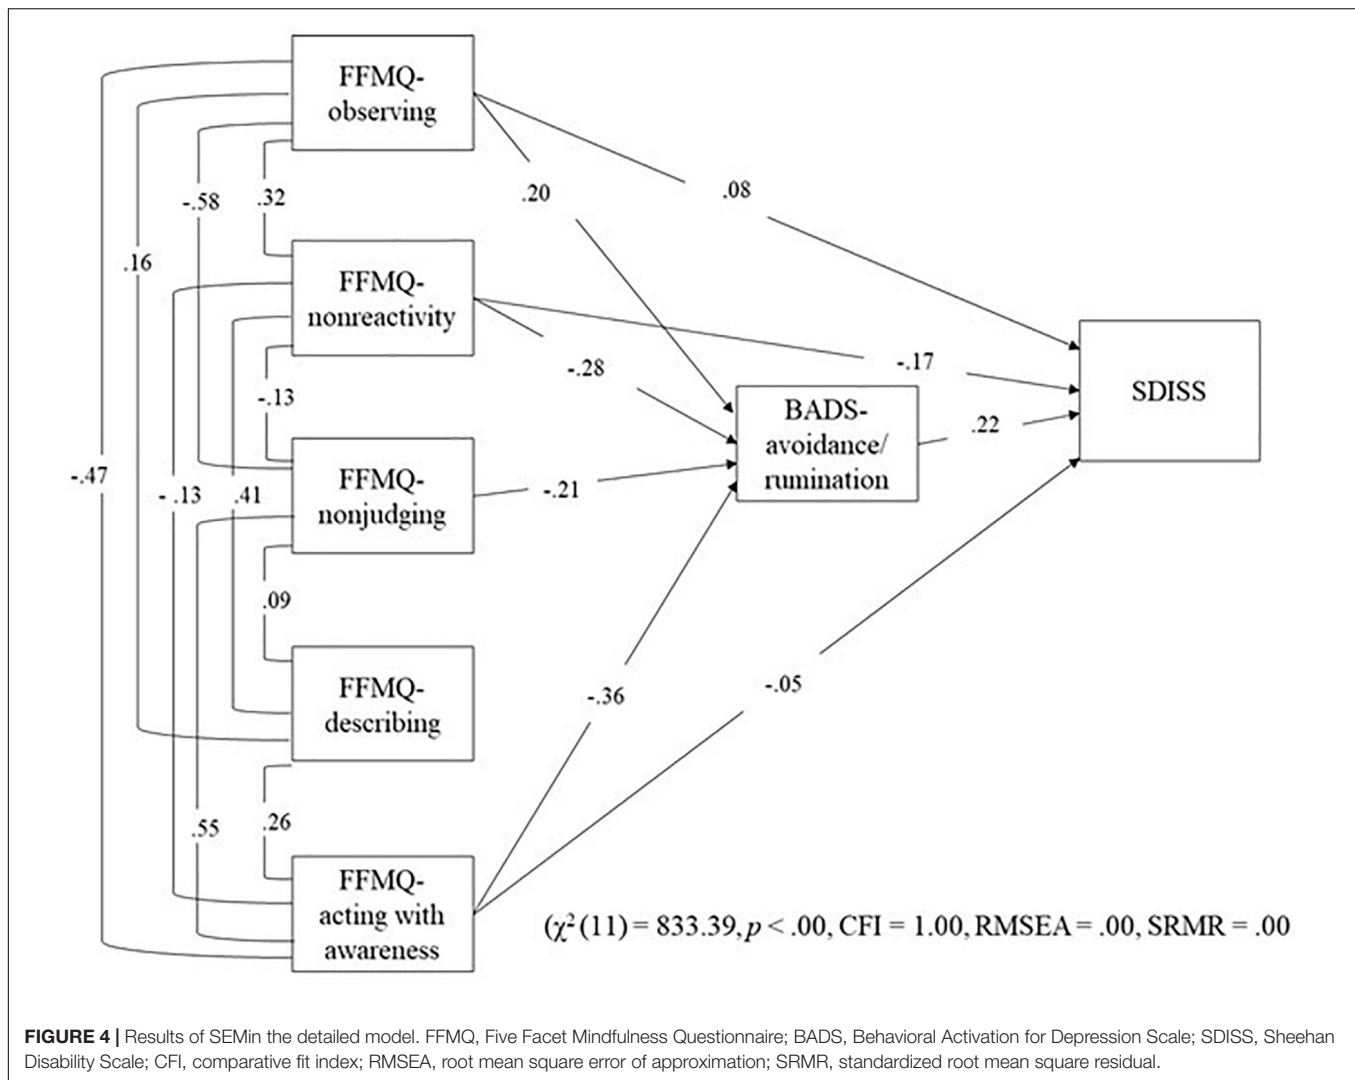 FFMQ-
observing
-.58
.32
.16
.20
.08
FFMQ-
nonreactivity
-.28
-.17
-.13
BADS-
avoidance/
rumination
.22
SDISS
-.47
- .13
.41
FFMQ-
nonjudging
-.21
.09
FFMQ-
describing
-.36
-.05
.55
.26
FFMQ-
acting with
awareness
(χ²(11) = 833.39, p < .00, CFI = 1.00, RMSEA = .00, SRMR = .00
FIGURE 4 | Results of SEMin the detailed model. FFMQ, Five Facet Mindfulness Questionnaire; BADS, Behavioral Activation for Depression Scale; SDISS, Sheehan
Disability Scale; CFI, comparative fit index; RMSEA, root mean square error of approximation; SRMR, standardized root mean square residual.